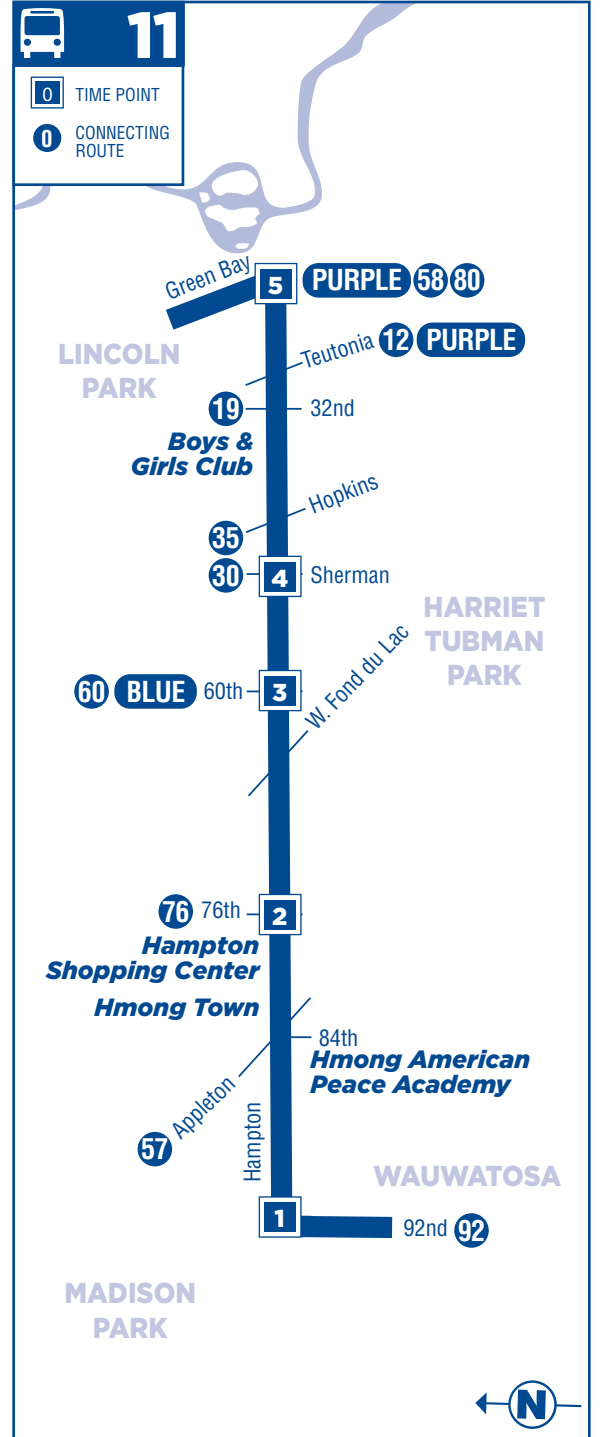 11
0 TIME POINT
0 CONNECTING
ROUTE
Green Bay
5 PURPLE 58 80
Teutonia 12 PURPLE
LINCOLN
PARK
19 32nd
Boys &
Girls Club
Hopkins
35
30 4 Sherman
HARRIET
TUBMAN
PARK
W. Fond du Lac
60 BLUE 60th 3
76 76th 2
Hampton
Shopping Center
Hmong Town
84th
Hmong American
Peace Academy
57 Appleton
Hampton
WAUWATOSA
1
92nd 92
MADISON
PARK
N